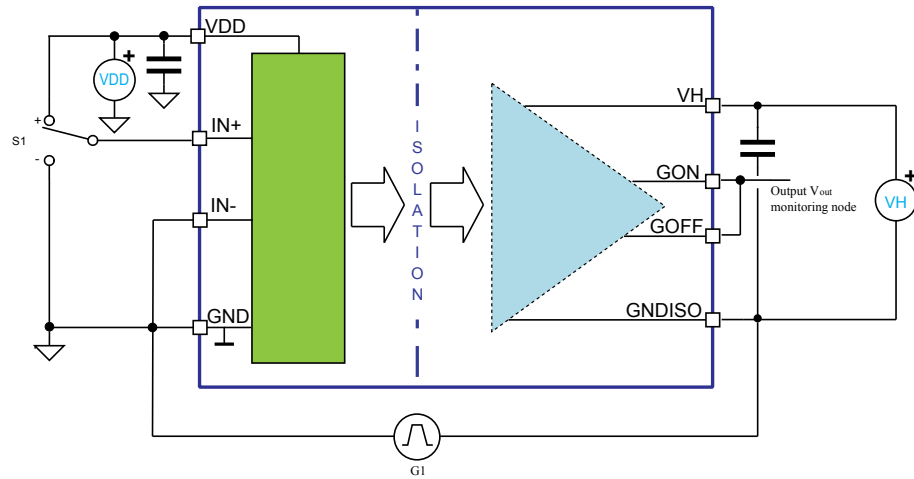 VDD
VDD
+
S1
-
IN+
IN-
GND
I
S
O
L
A
T
I
O
N
VH
GON
GOFF
GNDISO
Output Vout
monitoring node
+
VH
+
G1